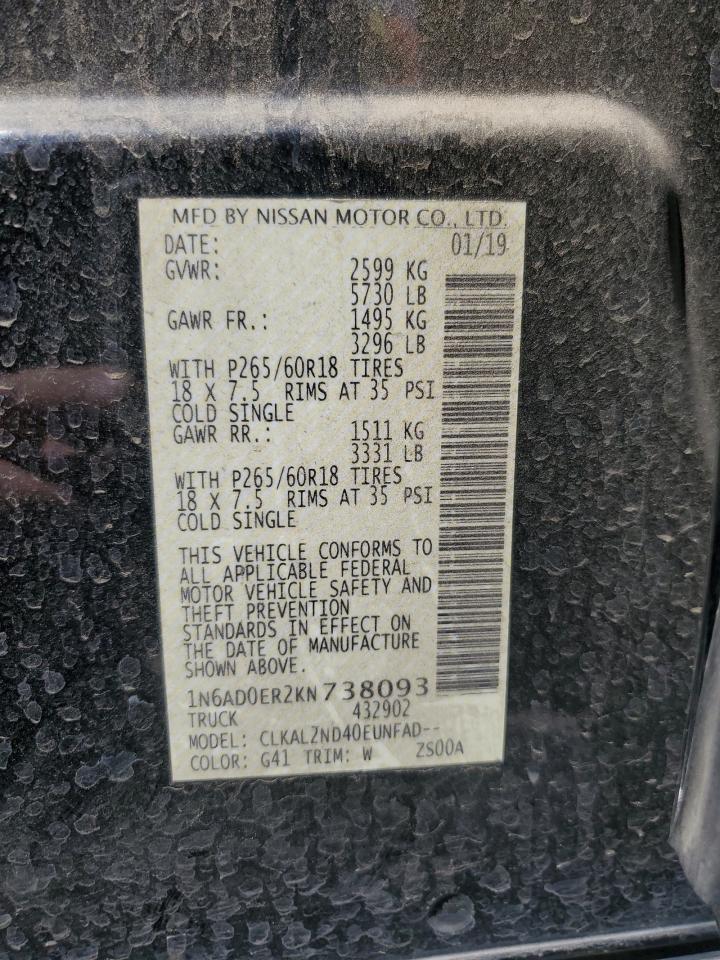 MFD BY NISSAN MOTOR CO., LTD.
DATE: 01/19
GVWR: 2599 KG
5730 LB
GAWR FR.: 1495 KG
3296 LB
WITH P265/60R18 TIRES
18 X 7.5 RIMS AT 35 PSI
COLD SINGLE
GAWR RR.: 1511 KG
3331 LB
WITH P265/60R18 TIRES
18 X 7.5 RIMS AT 35 PSI
COLD SINGLE
THIS VEHICLE CONFORMS TO
ALL APPLICABLE FEDERAL
MOTOR VEHICLE SAFETY AND
THEFT PREVENTION
STANDARDS IN EFFECT ON
THE DATE OF MANUFACTURE
SHOWN ABOVE.
1N6AD0ER2KN738093
TRUCK 432902
MODEL: CLKALZND40EUNFAD--
COLOR: G41 TRIM: W ZS00A